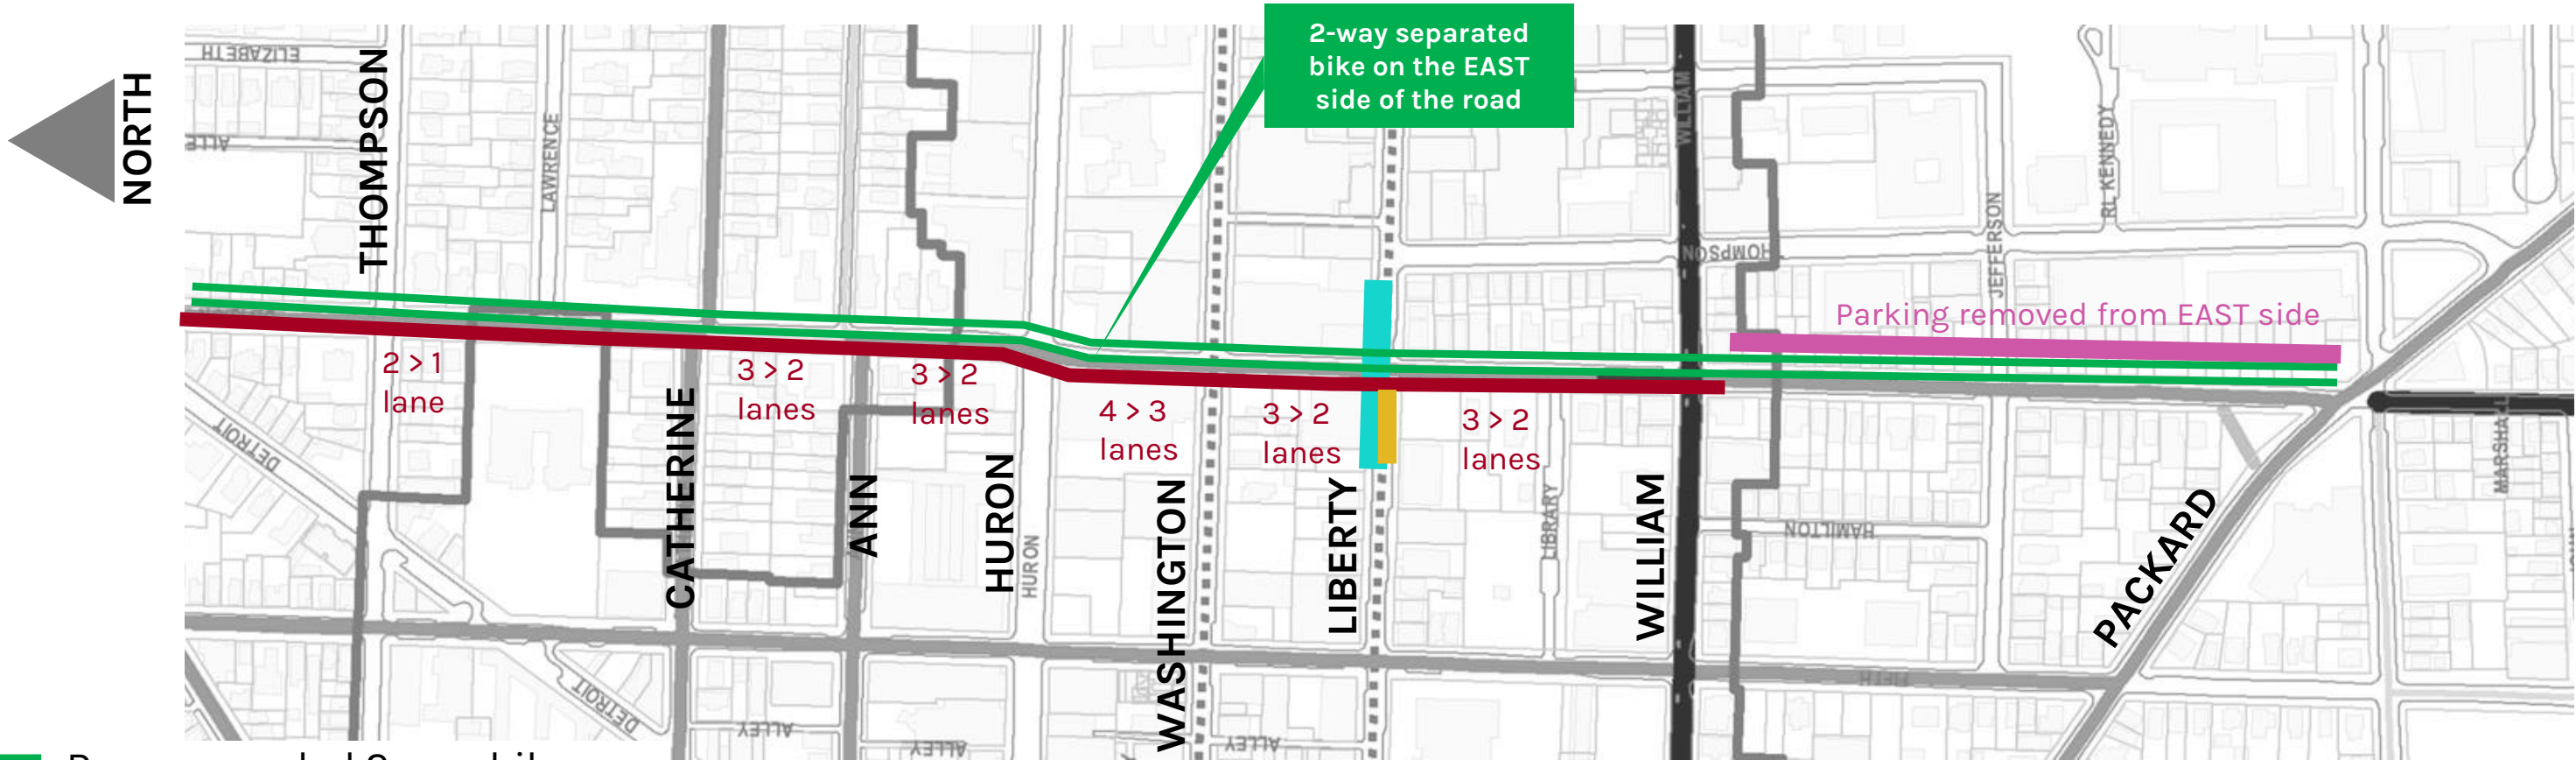 2-way separated
bike on the EAST
side of the road
NORTH
ELIZABETH
ALLE
THOMPSON
LAWRENCE
WILLIAM
RL KENNEDY
JEFFERSON
HOMPSON
Parking removed from EAST side
2 > 1
lane
3 > 2
lanes
3 > 2
lanes
4 > 3
lanes
3 > 2
lanes
3 > 2
lanes
DETROIT
CATHERINE
ANN
HURON
HURON
WASHINGTON
LIBERTY
LIBRARY
WILLIAM
HAMILTON
PACKARD
MARSHALL
FIFTH
DETROIT
ALLEY
ALLEY
ALLEY